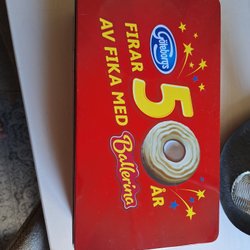 Göteborgs
FIRAR 50 ÅR
AV FIKA MED
Ballerina